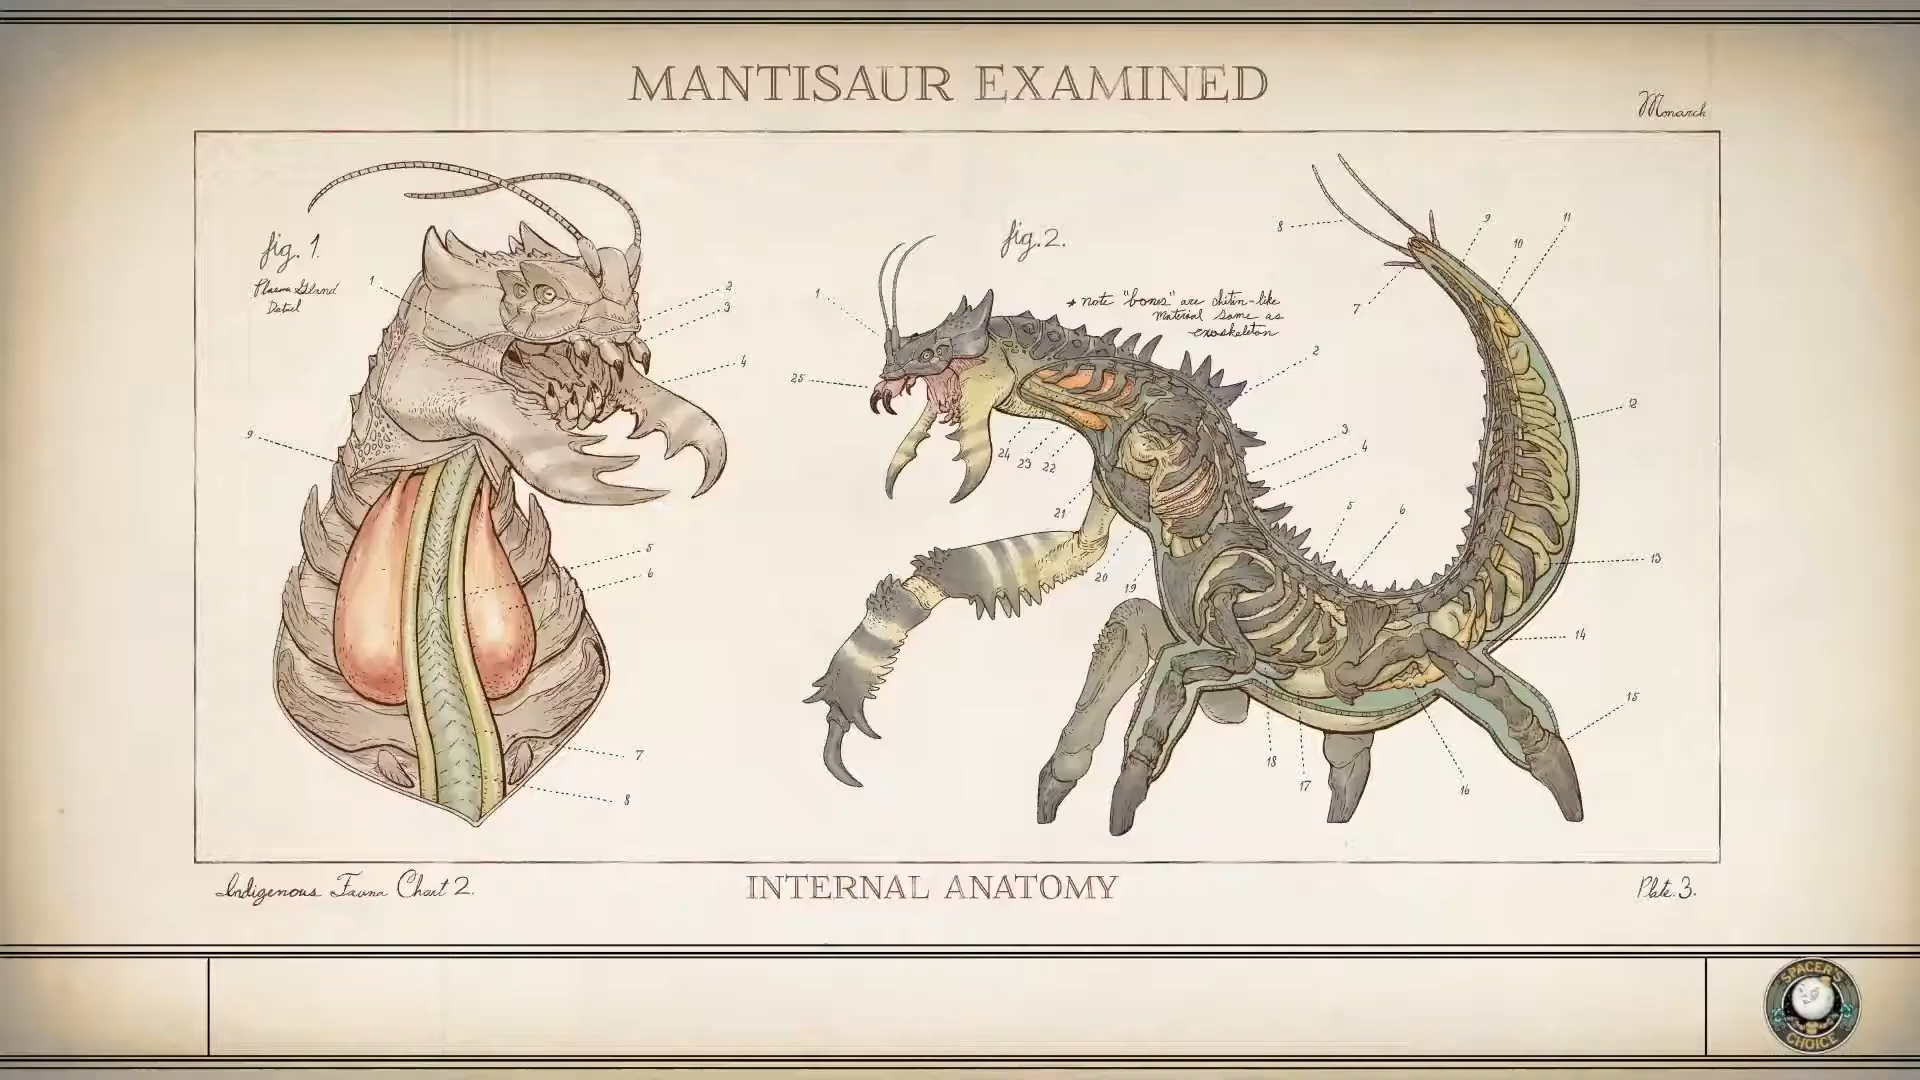 MANTISAUR EXAMINED
Monarch
fig. 1.
Plasma Gland
Detail
1
2
3
4
9
5
6
7
8
fig. 2.
* note "bones" are chitin-like
material same as
exoskeleton
1
25
24
23
22
21
20
19
2
3
4
5
6
7
8
9
10
11
12
13
14
15
16
17
18
Indigenous Fauna Chart 2.
INTERNAL ANATOMY
Plate 3.
SPACER'S
CHOICE